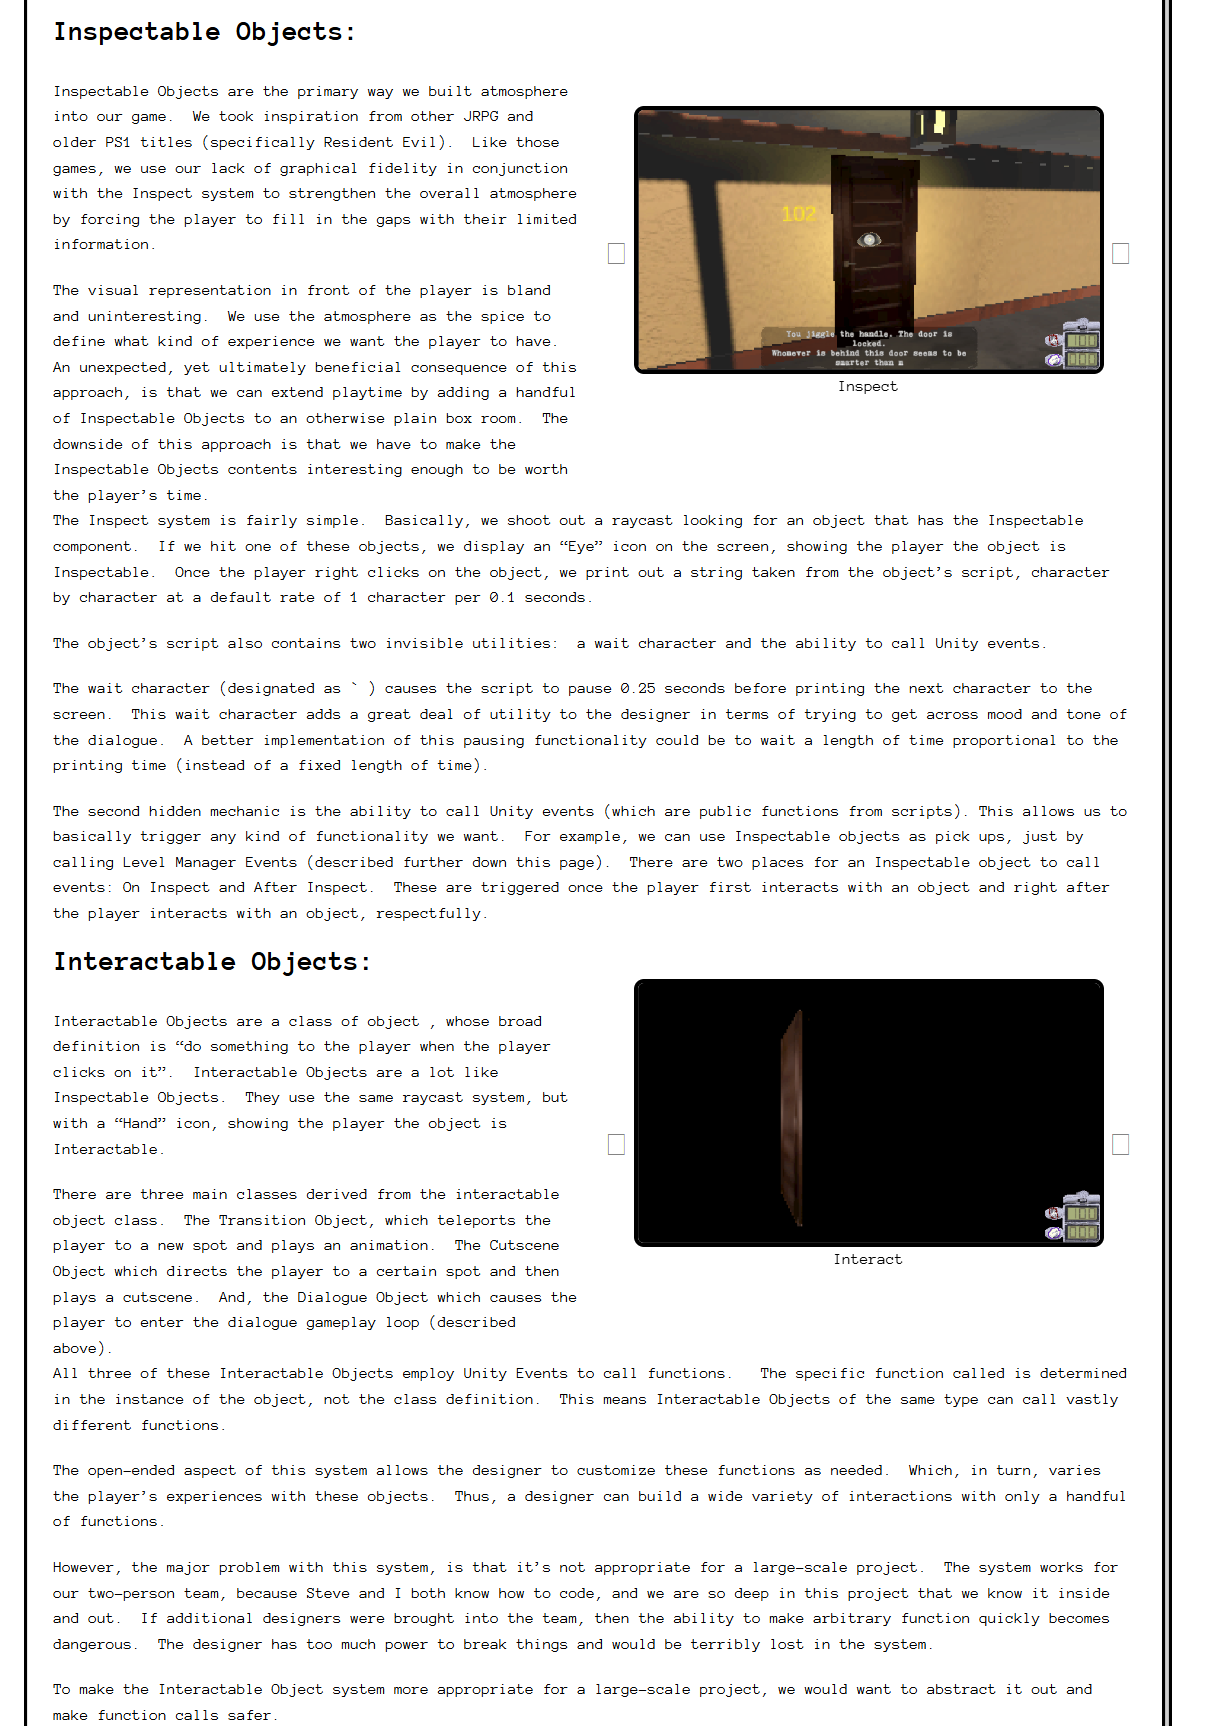 Inspectable Objects:
Inspectable Objects are the primary way we built atmosphere
into our game.  We took inspiration from other JRPG and
older PS1 titles (specifically Resident Evil).  Like those
games, we use our lack of graphical fidelity in conjunction
with the Inspect system to strengthen the overall atmosphere
by forcing the player to fill in the gaps with their limited
information.
The visual representation in front of the player is bland
and uninteresting.  We use the atmosphere as the spice to
define what kind of experience we want the player to have.
An unexpected, yet ultimately beneficial consequence of this
approach, is that we can extend playtime by adding a handful
of Inspectable Objects to an otherwise plain box room.  The
downside of this approach is that we have to make the
Inspectable Objects contents interesting enough to be worth
the player’s time.
102
You jiggle the handle. The door is
locked.
Whomever is behind this door seems to be
smarter than a
100
100
Inspect
The Inspect system is fairly simple.  Basically, we shoot out a raycast looking for an object that has the Inspectable
component.  If we hit one of these objects, we display an “Eye” icon on the screen, showing the player the object is
Inspectable.  Once the player right clicks on the object, we print out a string taken from the object’s script, character
by character at a default rate of 1 character per 0.1 seconds.
The object’s script also contains two invisible utilities:  a wait character and the ability to call Unity events.
The wait character (designated as ` ) causes the script to pause 0.25 seconds before printing the next character to the
screen.  This wait character adds a great deal of utility to the designer in terms of trying to get across mood and tone of
the dialogue.  A better implementation of this pausing functionality could be to wait a length of time proportional to the
printing time (instead of a fixed length of time).
The second hidden mechanic is the ability to call Unity events (which are public functions from scripts). This allows us to
basically trigger any kind of functionality we want.  For example, we can use Inspectable objects as pick ups, just by
calling Level Manager Events (described further down this page).  There are two places for an Inspectable object to call
events: On Inspect and After Inspect.  These are triggered once the player first interacts with an object and right after
the player interacts with an object, respectfully.
Interactable Objects:
Interactable Objects are a class of object , whose broad
definition is “do something to the player when the player
clicks on it”.  Interactable Objects are a lot like
Inspectable Objects.  They use the same raycast system, but
with a “Hand” icon, showing the player the object is
Interactable.
There are three main classes derived from the interactable
object class.  The Transition Object, which teleports the
player to a new spot and plays an animation.  The Cutscene
Object which directs the player to a certain spot and then
plays a cutscene.  And, the Dialogue Object which causes the
player to enter the dialogue gameplay loop (described
above).
100
100
Interact
All three of these Interactable Objects employ Unity Events to call functions.   The specific function called is determined
in the instance of the object, not the class definition.  This means Interactable Objects of the same type can call vastly
different functions.
The open-ended aspect of this system allows the designer to customize these functions as needed.  Which, in turn, varies
the player’s experiences with these objects.  Thus, a designer can build a wide variety of interactions with only a handful
of functions.
However, the major problem with this system, is that it’s not appropriate for a large-scale project.  The system works for
our two-person team, because Steve and I both know how to code, and we are so deep in this project that we know it inside
and out.  If additional designers were brought into the team, then the ability to make arbitrary function quickly becomes
dangerous.  The designer has too much power to break things and would be terribly lost in the system.
To make the Interactable Object system more appropriate for a large-scale project, we would want to abstract it out and
make function calls safer.